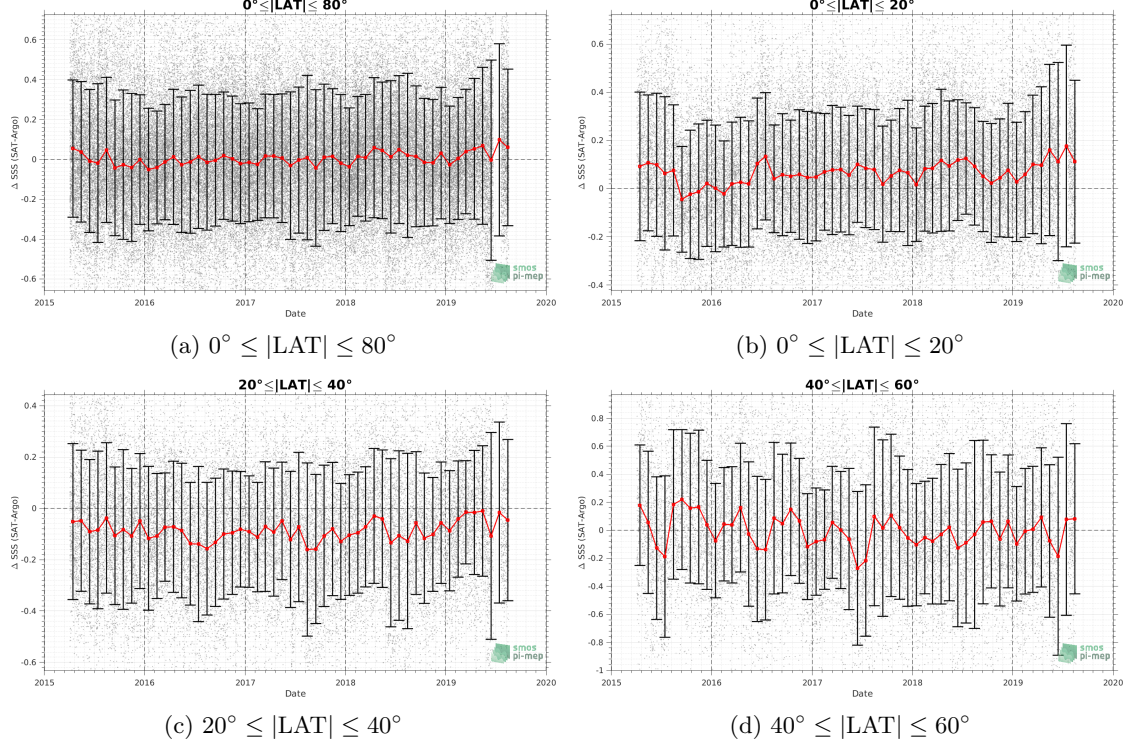 0°≤|LAT|≤ 80°
0.6
0.4
0.2
0
-0.2
-0.4
-0.6
Δ SSS (SAT-Argo)
2015 2016 2017 2018 2019 2020
Date
smos
pi-mep
(a) 0° ≤ |LAT| ≤ 80°
0°≤|LAT|≤ 20°
0.6
0.4
0.2
0
-0.2
-0.4
Δ SSS (SAT-Argo)
2015 2016 2017 2018 2019 2020
Date
smos
pi-mep
(b) 0° ≤ |LAT| ≤ 20°
20°≤|LAT|≤ 40°
0.4
0.2
0
-0.2
-0.4
-0.6
Δ SSS (SAT-Argo)
2015 2016 2017 2018 2019 2020
Date
smos
pi-mep
(c) 20° ≤ |LAT| ≤ 40°
40°≤|LAT|≤ 60°
0.8
0.6
0.4
0.2
0
-0.2
-0.4
-0.6
-0.8
-1
Δ SSS (SAT-Argo)
2015 2016 2017 2018 2019 2020
Date
smos
pi-mep
(d) 40° ≤ |LAT| ≤ 60°